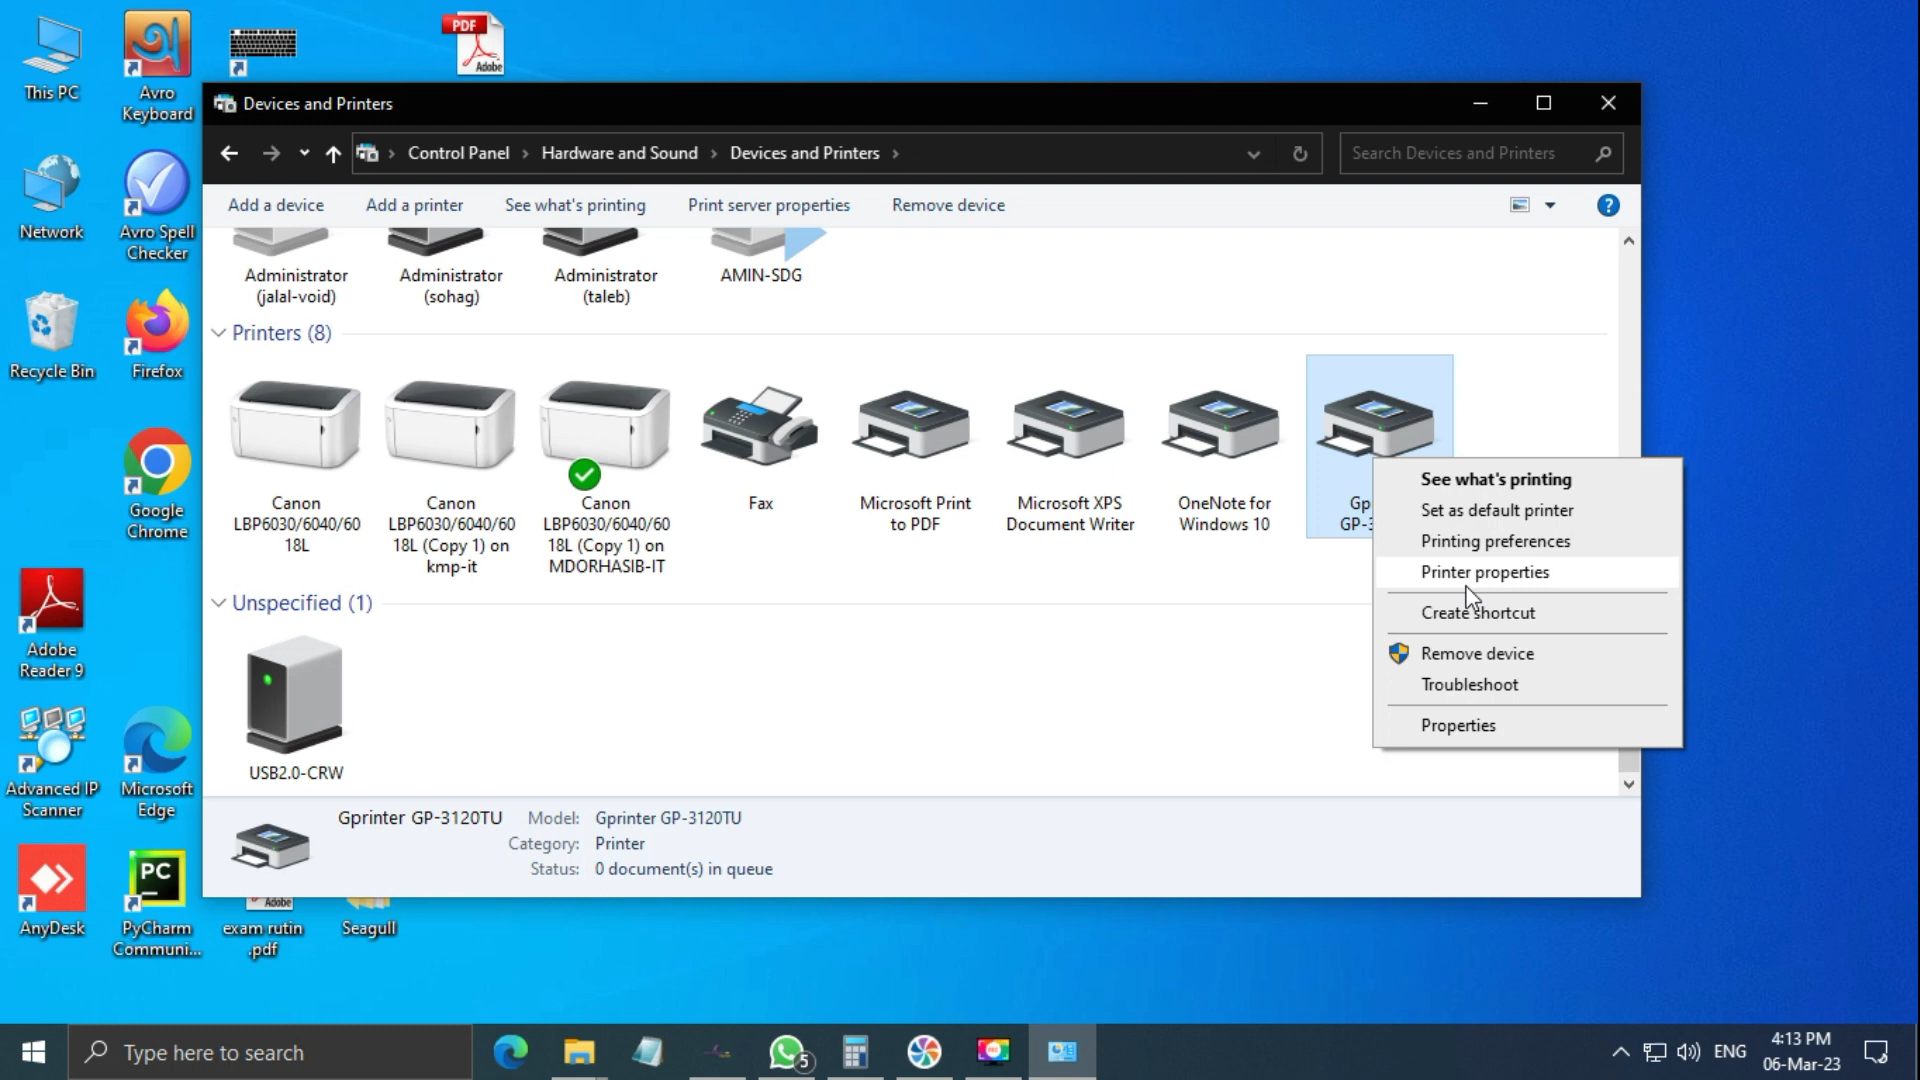 This PC
Avro
Keyboard
PDF
Adobe
Network
Avro Spell
Checker
Recycle Bin
Firefox
Google
Chrome
Adobe
Reader 9
Advanced IP
Scanner
Microsoft
Edge
AnyDesk
PC
PyCharm
Communi...
Adobe
exam rutin
.pdf
Seagull
Devices and Printers
Control Panel
Hardware and Sound
Devices and Printers
Search Devices and Printers
Add a device
Add a printer
See what's printing
Print server properties
Remove device
?
Administrator
(jalal-void)
Administrator
(sohag)
Administrator
(taleb)
AMIN-SDG
Printers (8)
Canon
LBP6030/6040/60
18L
Canon
LBP6030/6040/60
18L (Copy 1) on
kmp-it
Canon
LBP6030/6040/60
18L (Copy 1) on
MDORHASIB-IT
Fax
Microsoft Print
to PDF
Microsoft XPS
Document Writer
OneNote for
Windows 10
Gp
GP-3
See what's printing
Set as default printer
Printing preferences
Printer properties
Create shortcut
Remove device
Troubleshoot
Properties
Unspecified (1)
USB2.0-CRW
Gprinter GP-3120TU
Model: Gprinter GP-3120TU
Category: Printer
Status: 0 document(s) in queue
Type here to search
5
ENG
4:13 PM
06-Mar-23